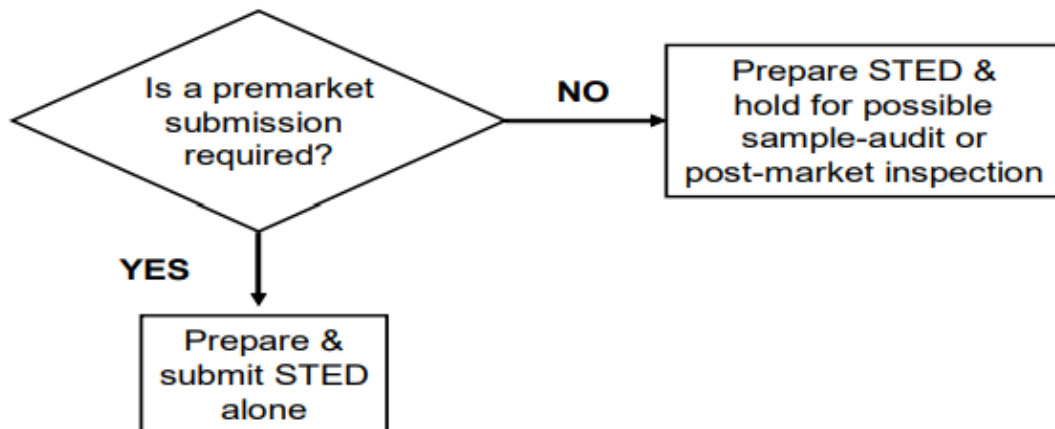 Is a premarket
submission
required?
NO
Prepare STED &
hold for possible
sample-audit or
post-market inspection
YES
Prepare &
submit STED
alone